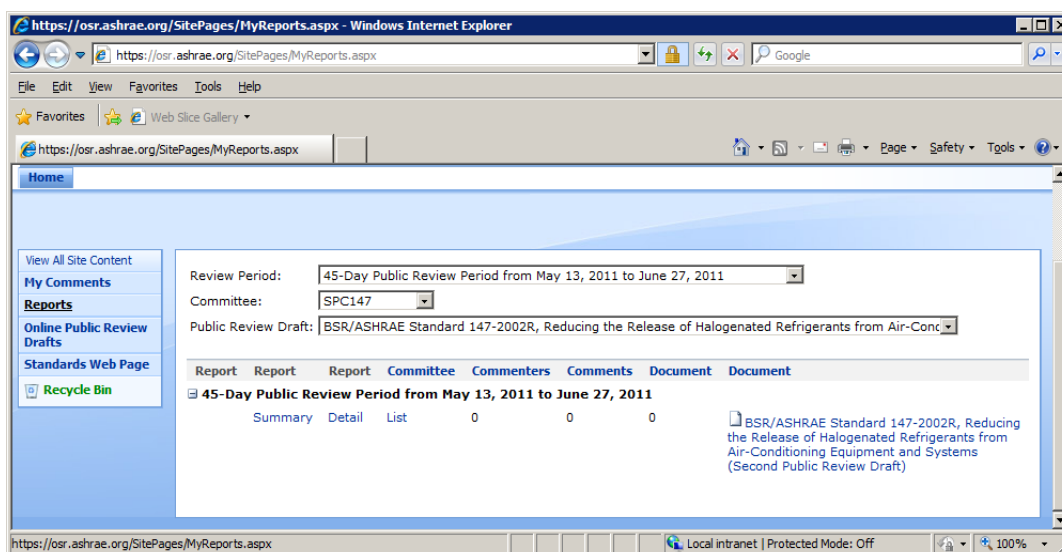 https://osr.ashrae.org/SitePages/MyReports.aspx - Windows Internet Explorer
https://osr.ashrae.org/SitePages/MyReports.aspx
Google
File Edit View Favorites Tools Help
Favorites Web Slice Gallery
https://osr.ashrae.org/SitePages/MyReports.aspx
Page Safety Tools
Home
View All Site Content
My Comments
Reports
Online Public Review
Drafts
Standards Web Page
Recycle Bin
Review Period: 45-Day Public Review Period from May 13, 2011 to June 27, 2011
Committee: SPC147
Public Review Draft: BSR/ASHRAE Standard 147-2002R, Reducing the Release of Halogenated Refrigerants from Air-Conc
Report Report Report Committee Commenters Comments Document Document
45-Day Public Review Period from May 13, 2011 to June 27, 2011
Summary Detail List 0 0 0 BSR/ASHRAE Standard 147-2002R, Reducing
the Release of Halogenated Refrigerants from
Air-Conditioning Equipment and Systems
(Second Public Review Draft)
https://osr.ashrae.org/SitePages/MyReports.aspx
Local intranet | Protected Mode: Off
100%